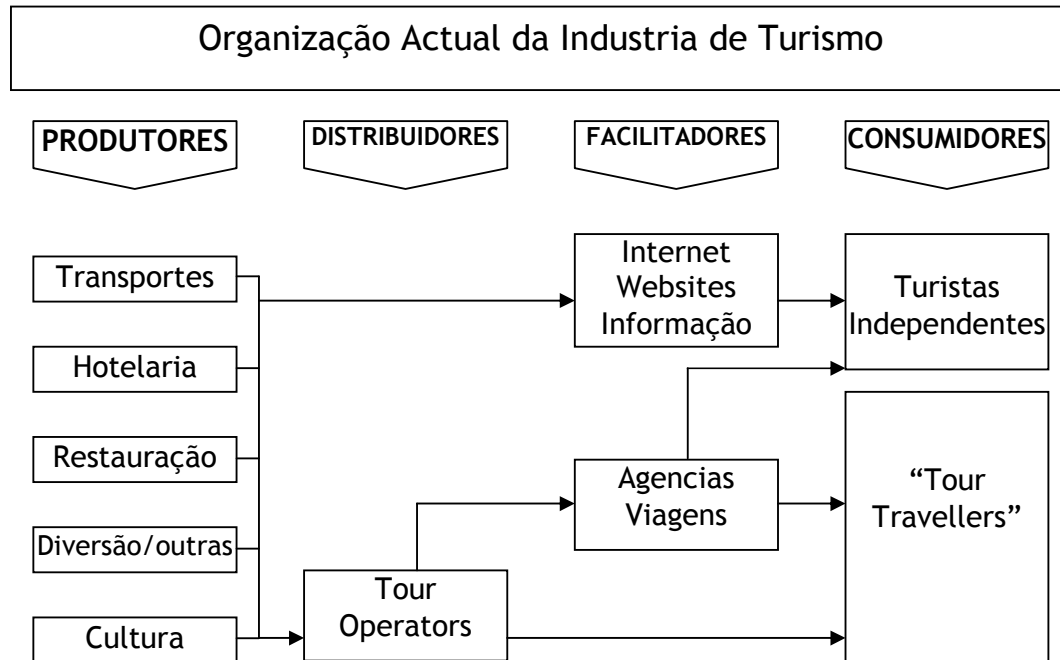 Organização Actual da Industria de Turismo
PRODUTORES
DISTRIBUIDORES
FACILITADORES
CONSUMIDORES
Transportes
Hotelaria
Restauração
Diversão/outras
Cultura
Tour
Operators
Internet
Websites
Informação
Agencias
Viagens
Turistas
Independentes
“Tour
Travellers”